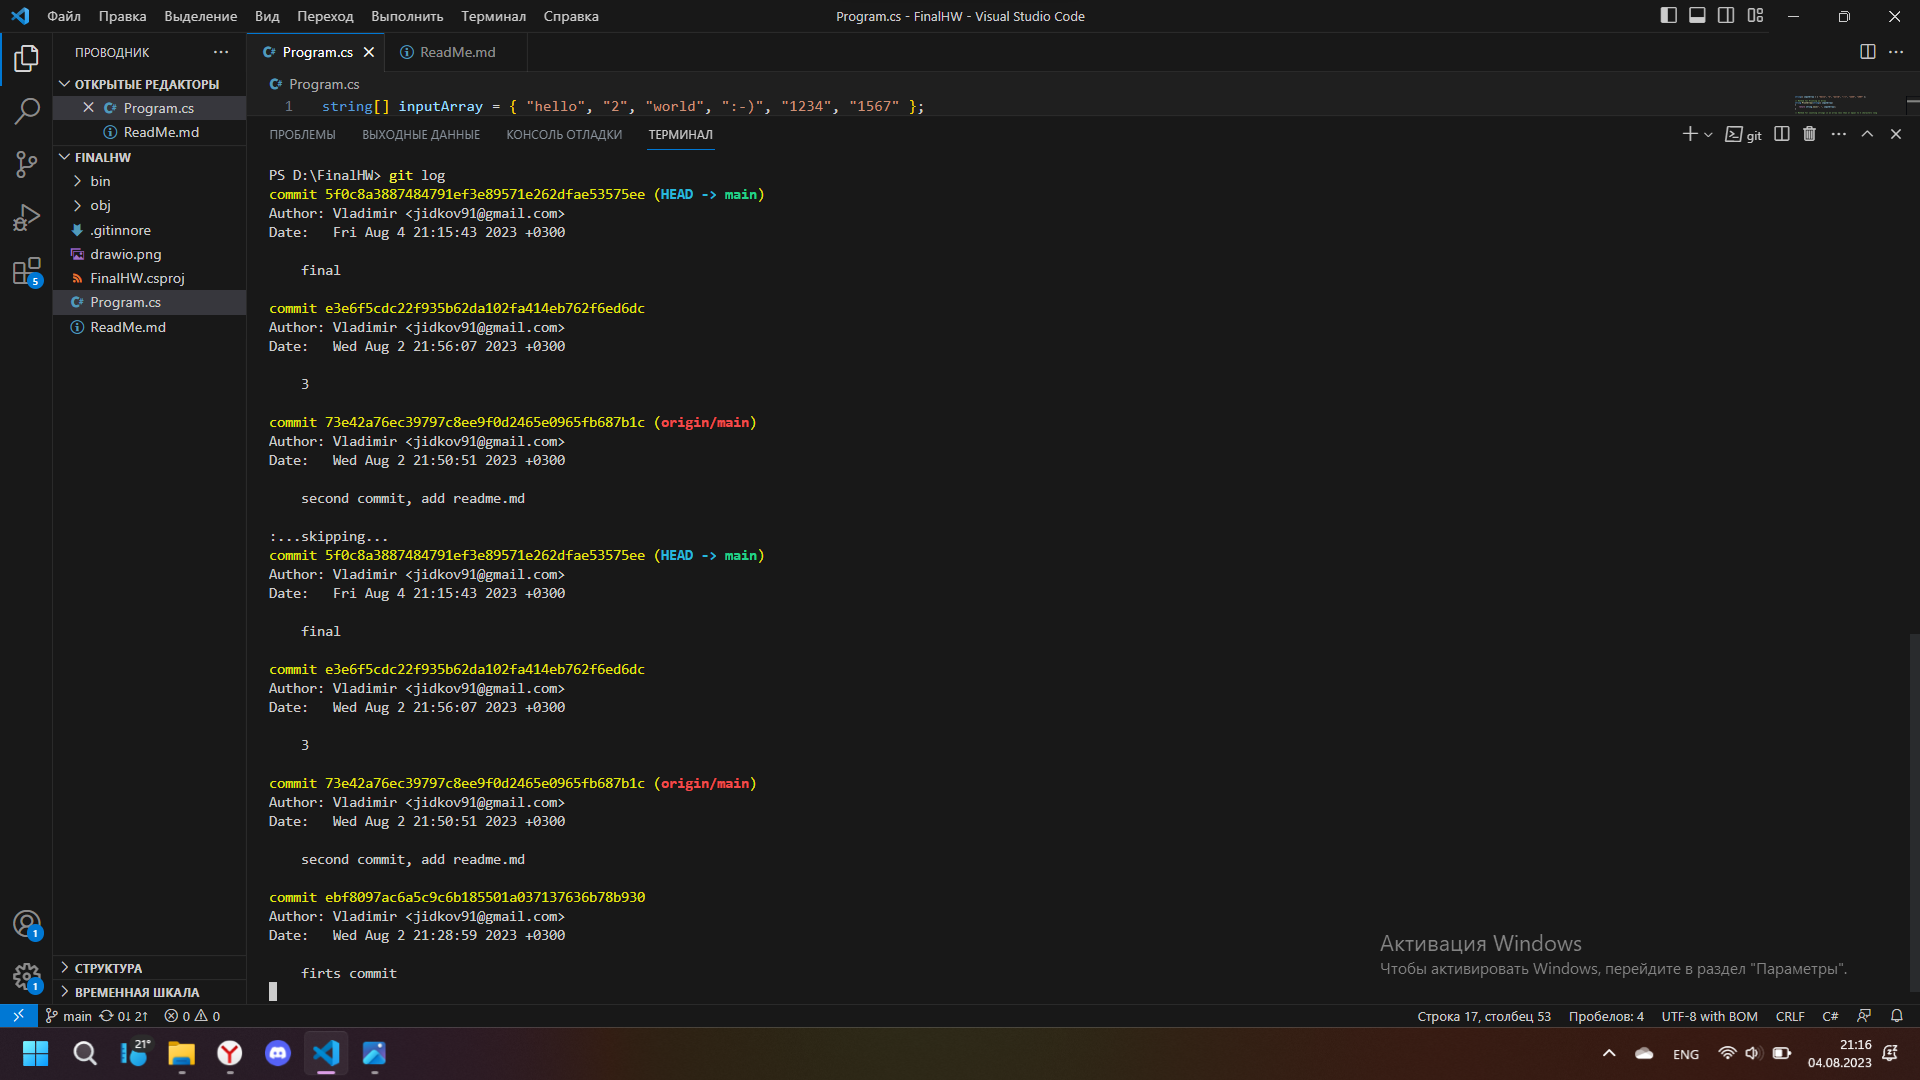 Файл Правка Выделение Вид Переход Выполнить Терминал Справка
Program.cs - FinalHW - Visual Studio Code
ПРОВОДНИК
Program.cs
ReadMe.md
ОТКРЫТЫЕ РЕДАКТОРЫ
Program.cs
ReadMe.md
FINALHW
bin
obj
.gitinnore
drawio.png
FinalHW.csproj
Program.cs
ReadMe.md
СТРУКТУРА
ВРЕМЕННАЯ ШКАЛА
5
1
1
Program.cs
1 string[] inputArray = { "hello", "2", "world", ":-)", "1234", "1567" };
ПРОБЛЕМЫ ВЫХОДНЫЕ ДАННЫЕ КОНСОЛЬ ОТЛАДКИ ТЕРМИНАЛ
git
PS D:\FinalHW> git log
commit 5f0c8a3887484791ef3e89571e262dfae53575ee (HEAD -> main)
Author: Vladimir <jidkov91@gmail.com>
Date:   Fri Aug 4 21:15:43 2023 +0300
final
commit e3e6f5cdc22f935b62da102fa414eb762f6ed6dc
Author: Vladimir <jidkov91@gmail.com>
Date:   Wed Aug 2 21:56:07 2023 +0300
3
commit 73e42a76ec39797c8ee9f0d2465e0965fb687b1c (origin/main)
Author: Vladimir <jidkov91@gmail.com>
Date:   Wed Aug 2 21:50:51 2023 +0300
second commit, add readme.md
:...skipping...
commit 5f0c8a3887484791ef3e89571e262dfae53575ee (HEAD -> main)
Author: Vladimir <jidkov91@gmail.com>
Date:   Fri Aug 4 21:15:43 2023 +0300
final
commit e3e6f5cdc22f935b62da102fa414eb762f6ed6dc
Author: Vladimir <jidkov91@gmail.com>
Date:   Wed Aug 2 21:56:07 2023 +0300
3
commit 73e42a76ec39797c8ee9f0d2465e0965fb687b1c (origin/main)
Author: Vladimir <jidkov91@gmail.com>
Date:   Wed Aug 2 21:50:51 2023 +0300
second commit, add readme.md
commit ebf8097ac6a5c9c6b185501a037137636b78b930
Author: Vladimir <jidkov91@gmail.com>
Date:   Wed Aug 2 21:28:59 2023 +0300
firts commit
Активация Windows
Чтобы активировать Windows, перейдите в раздел "Параметры".
main 0↓ 2↑ 0 0
Строка 17, столбец 53 Пробелов: 4 UTF-8 with BOM CRLF C#
21°
ENG
21:16
04.08.2023